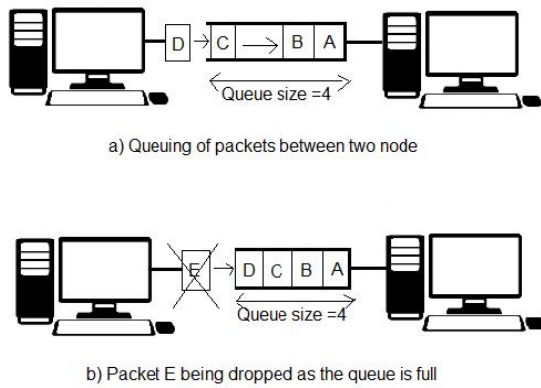 D C B A
Queue size =4
a) Queuing of packets between two node
E D C B A
Queue size =4
b) Packet E being dropped as the queue is full